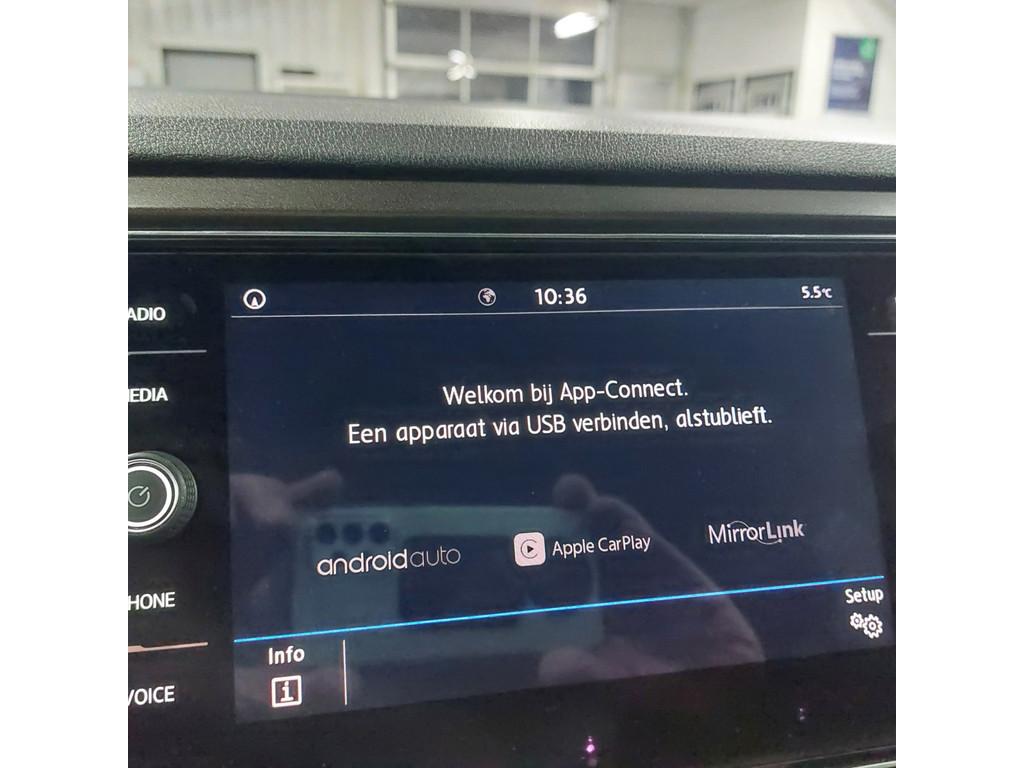 10:36
5.5°C
ADIO
EDIA
HONE
VOICE
Welkom bij App-Connect.
Een apparaat via USB verbinden, alstublieft.
androidauto
Apple CarPlay
MirrorLink
Setup
Info